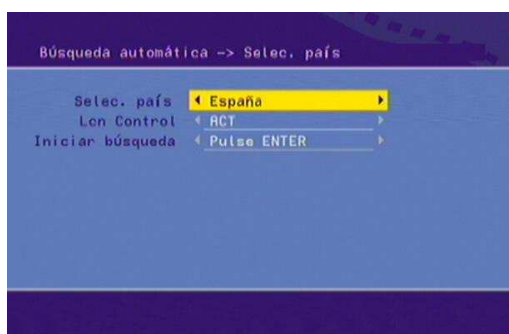 Búsqueda automática -> Selec. país
Selec. país España
Lcn Control ACT
Iniciar búsqueda Pulse ENTER